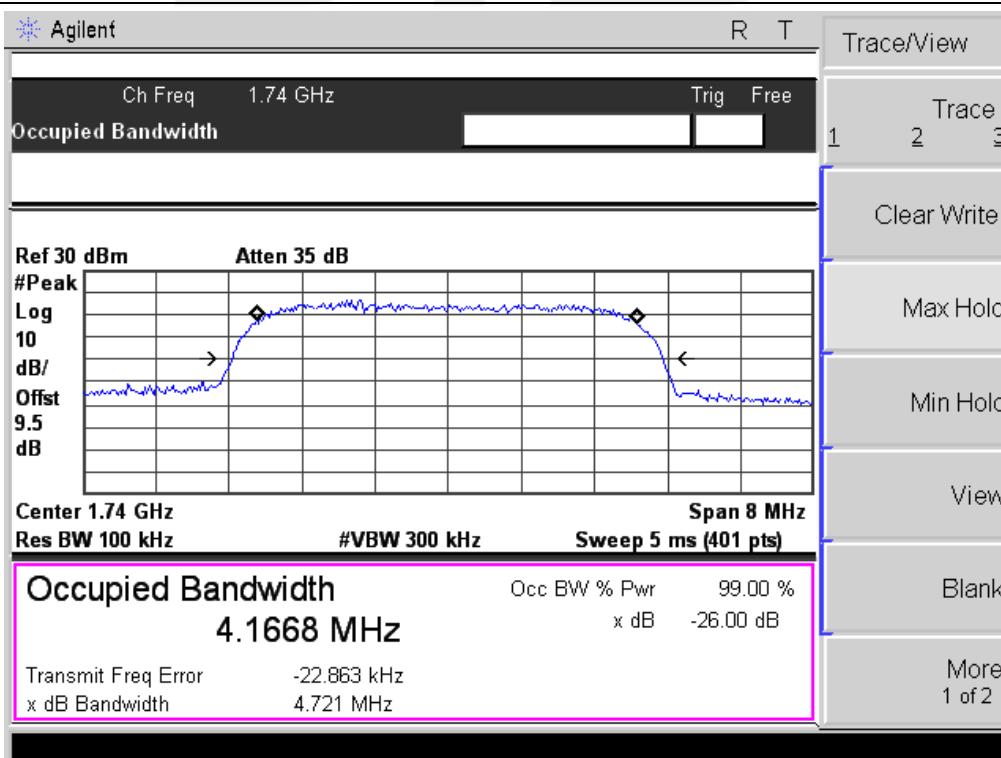 Agilent R T
Ch Freq 1.74 GHz Trig Free
Occupied Bandwidth
Ref 30 dBm Atten 35 dB
#Peak
Log
10
dB/
Offst
9.5
dB
Center 1.74 GHz Span 8 MHz
Res BW 100 kHz #VBW 300 kHz Sweep 5 ms (401 pts)
Occupied Bandwidth
4.1668 MHz
Occ BW % Pwr 99.00 %
x dB -26.00 dB
Transmit Freq Error -22.863 kHz
x dB Bandwidth 4.721 MHz
Trace/View
Trace
1 2 3
Clear Write
Max Hold
Min Hold
View
Blank
More
1 of 2